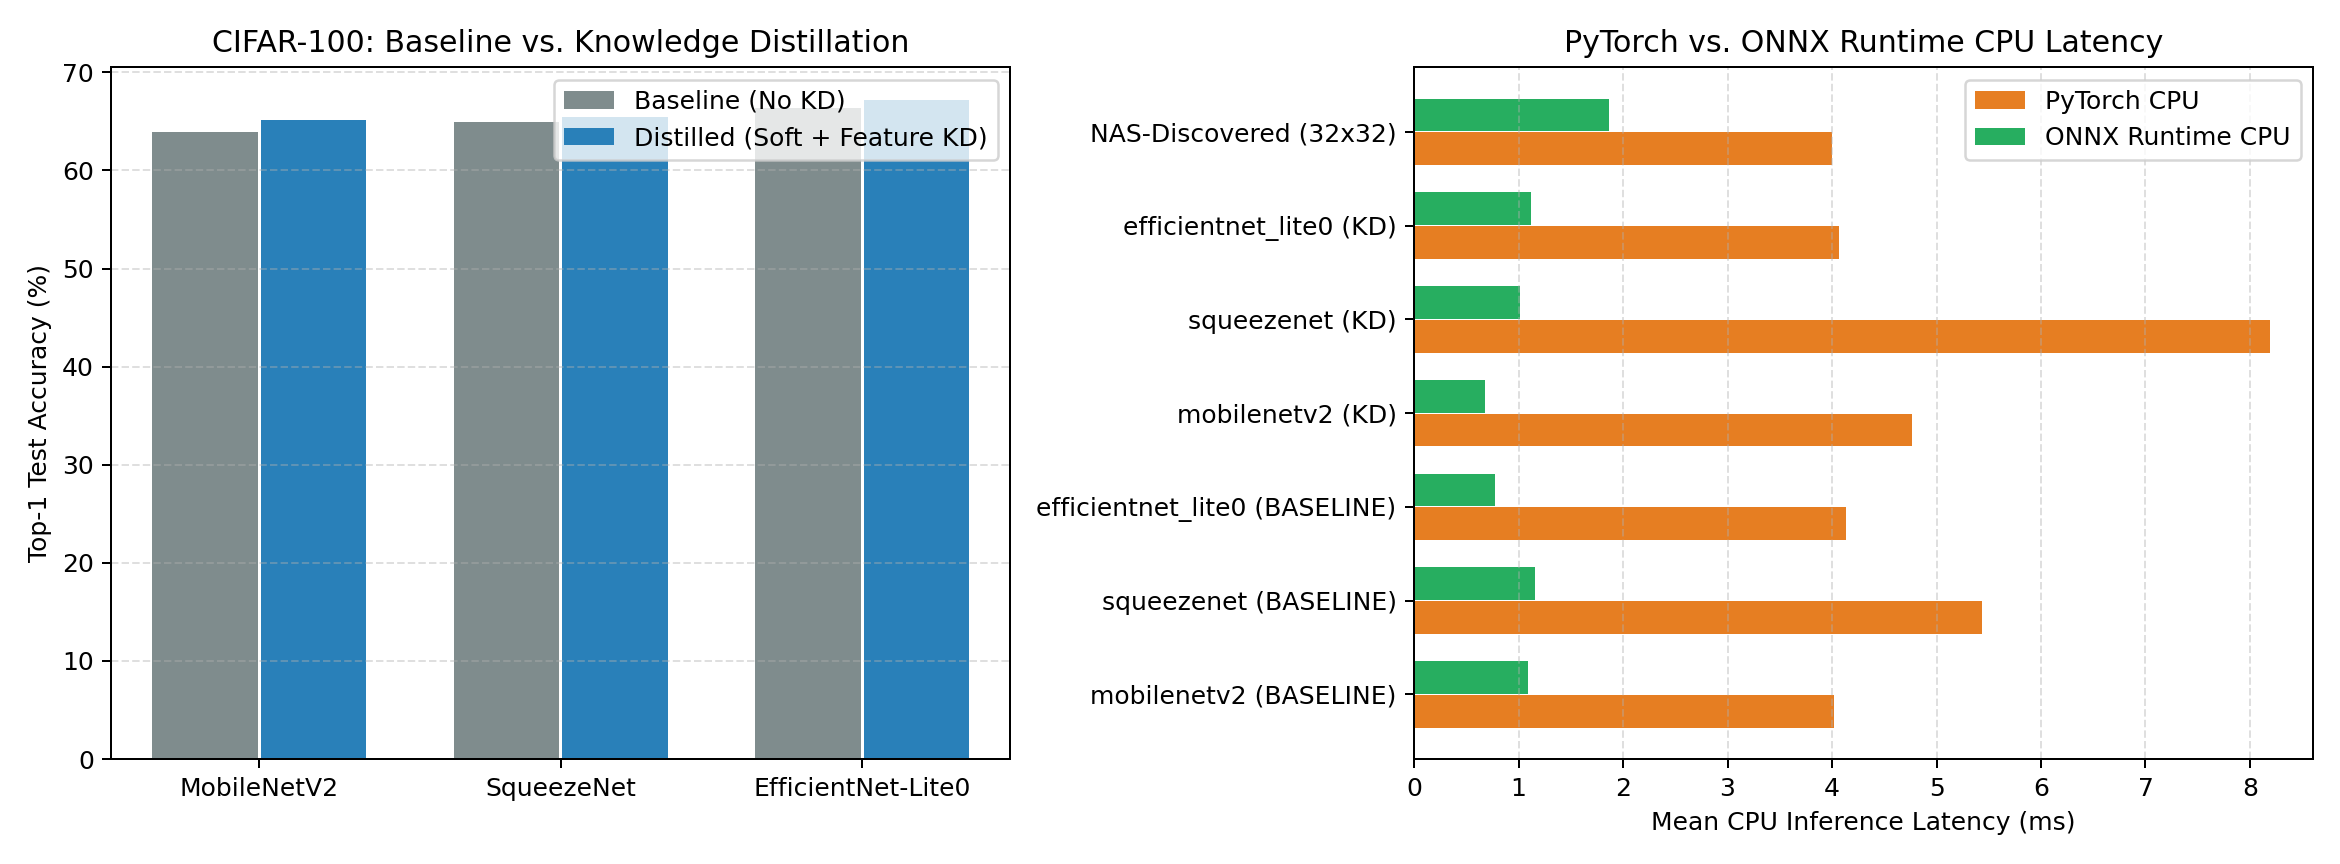 CIFAR-100: Baseline vs. Knowledge Distillation
Top-1 Test Accuracy (%)
70
60
50
40
30
20
10
0
Baseline (No KD)
Distilled (Soft + Feature KD)
MobileNetV2
SqueezeNet
EfficientNet-Lite0
PyTorch vs. ONNX Runtime CPU Latency
PyTorch CPU
ONNX Runtime CPU
NAS-Discovered (32x32)
efficientnet_lite0 (KD)
squeezenet (KD)
mobilenetv2 (KD)
efficientnet_lite0 (BASELINE)
squeezenet (BASELINE)
mobilenetv2 (BASELINE)
0 1 2 3 4 5 6 7 8
Mean CPU Inference Latency (ms)